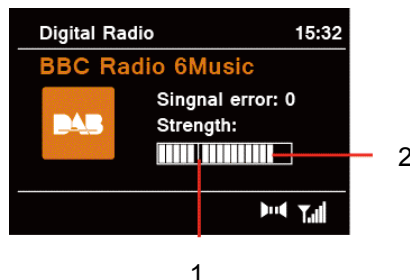 Digital Radio 15:32
BBC Radio 6Music
DAB
Singnal error: 0
Strength:
2
1